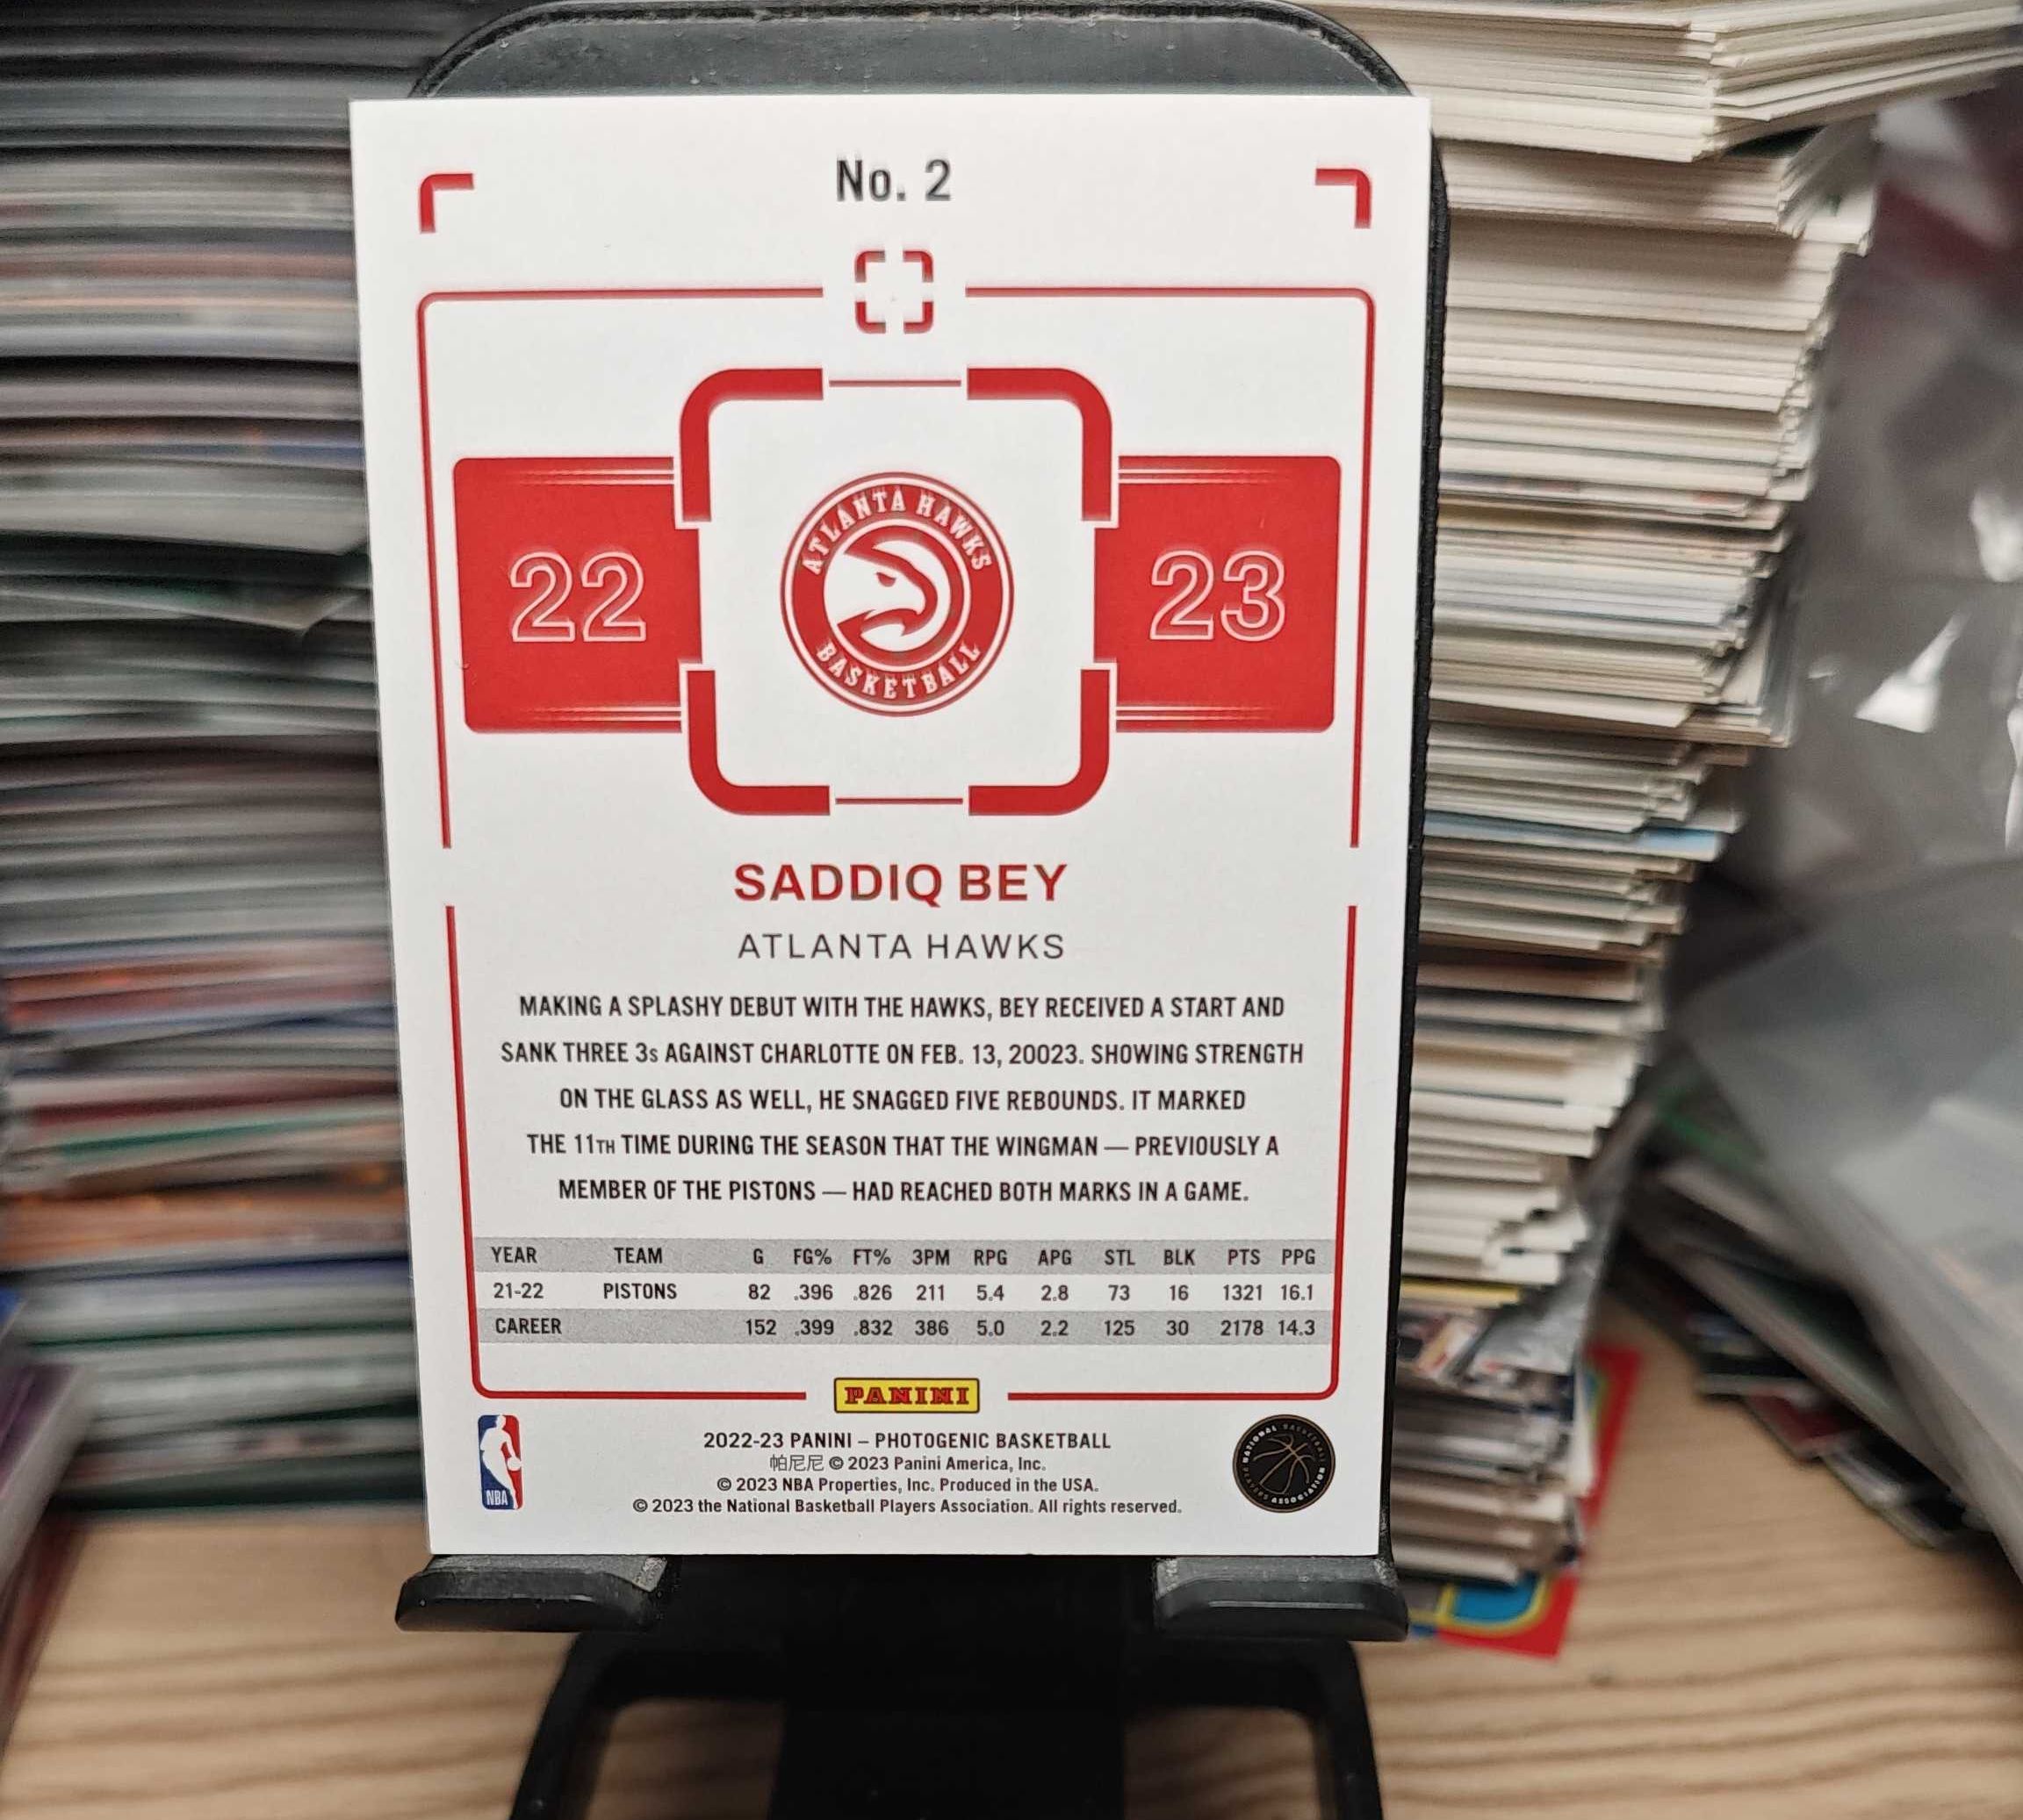 No. 2
22
ATLANTA HAWKS
BASKETBALL
23
SADDIQ BEY
ATLANTA HAWKS
MAKING A SPLASHY DEBUT WITH THE HAWKS, BEY RECEIVED A START AND
SANK THREE 3s AGAINST CHARLOTTE ON FEB. 13, 20023. SHOWING STRENGTH
ON THE GLASS AS WELL, HE SNAGGED FIVE REBOUNDS. IT MARKED
THE 11TH TIME DURING THE SEASON THAT THE WINGMAN — PREVIOUSLY A
MEMBER OF THE PISTONS — HAD REACHED BOTH MARKS IN A GAME.
YEAR TEAM G FG% FT% 3PM RPG APG STL BLK PTS PPG
21-22 PISTONS 82 .396 .826 211 5.4 2.8 73 16 1321 16.1
CAREER 152 .399 .832 386 5.0 2.2 125 30 2178 14.3
PANINI
2022-23 PANINI – PHOTOGENIC BASKETBALL
帕尼尼 © 2023 Panini America, Inc.
© 2023 NBA Properties, Inc. Produced in the USA.
© 2023 the National Basketball Players Association. All rights reserved.
NBA
NATIONAL BASKETBALL
PLAYERS ASSOCIATION